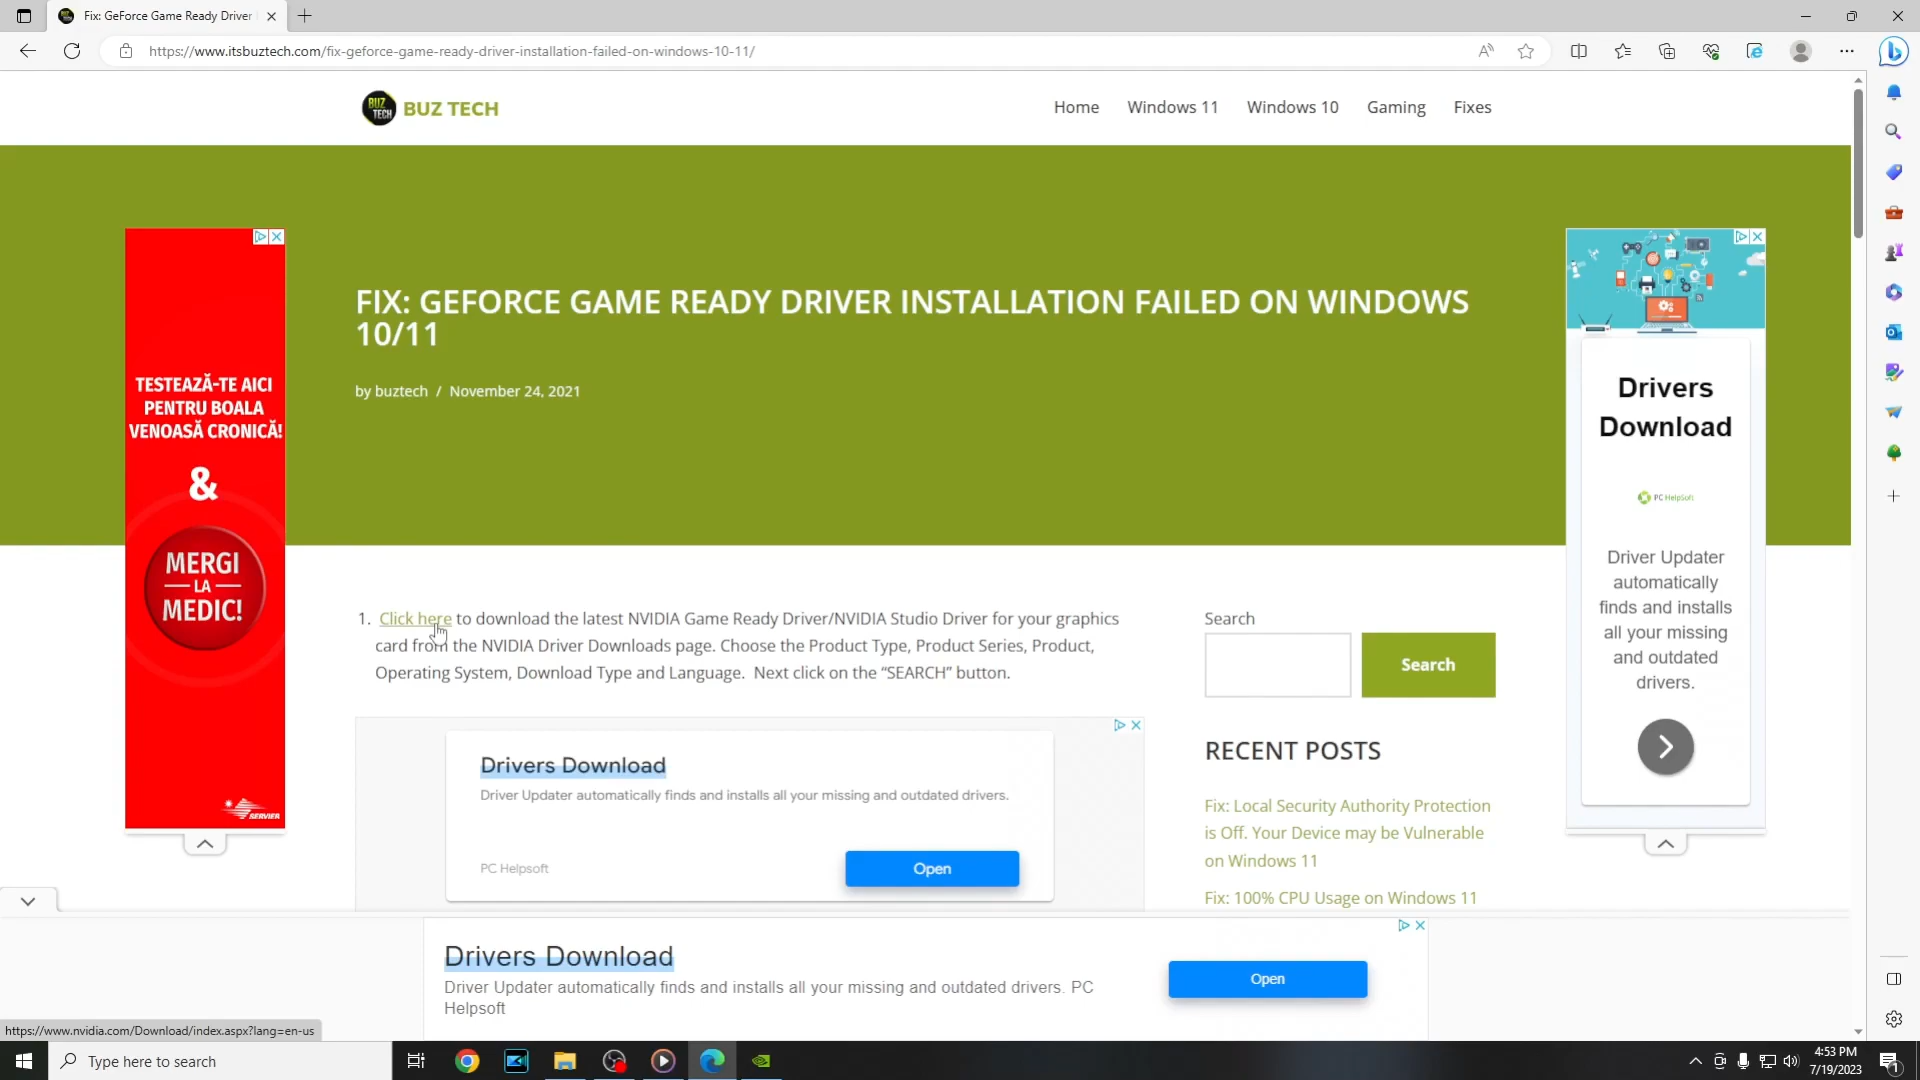 Fix: GeForce Game Ready Driver
https://www.itsbuztech.com/fix-geforce-game-ready-driver-installation-failed-on-windows-10-11/
BUZ TECH
BUZ TECH
Home
Windows 11
Windows 10
Gaming
Fixes
FIX: GEFORCE GAME READY DRIVER INSTALLATION FAILED ON WINDOWS
10/11
by buztech / November 24, 2021
TESTEAZĂ-TE AICI
PENTRU BOALA
VENOASĂ CRONICĂ!
&
MERGI
LA
MEDIC!
SERVIER
Drivers
Download
PC HelpSoft
Driver Updater
automatically
finds and installs
all your missing
and outdated
drivers.
1. Click here to download the latest NVIDIA Game Ready Driver/NVIDIA Studio Driver for your graphics
card from the NVIDIA Driver Downloads page. Choose the Product Type, Product Series, Product,
Operating System, Download Type and Language. Next click on the “SEARCH” button.
Search
Search
Drivers Download
Driver Updater automatically finds and installs all your missing and outdated drivers.
PC Helpsoft
Open
RECENT POSTS
Fix: Local Security Authority Protection
is Off. Your Device may be Vulnerable
on Windows 11
Fix: 100% CPU Usage on Windows 11
Drivers Download
Driver Updater automatically finds and installs all your missing and outdated drivers. PC
Helpsoft
Open
https://www.nvidia.com/Download/index.aspx?lang=en-us
Type here to search
4:53 PM
7/19/2023
1